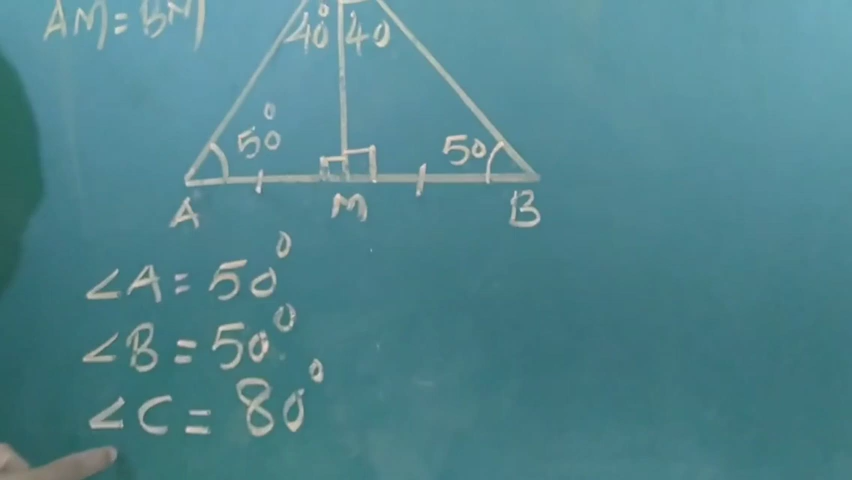 AM = BM
40° 40
50° 50
A M B
∠A = 50°
∠B = 50°
∠C = 80°